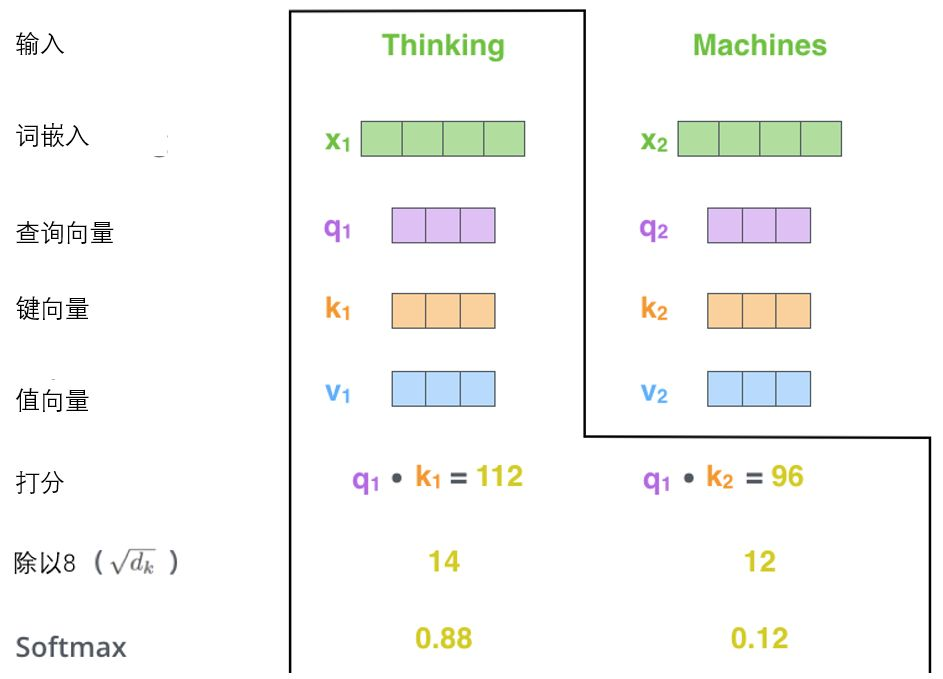 输入 Thinking Machines
词嵌入 x₁ x₂
查询向量 q₁ q₂
键向量 k₁ k₂
值向量 v₁ v₂
打分 q₁ • k₁ = 112 q₁ • k₂ = 96
除以8 ( √dₖ ) 14 12
Softmax 0.88 0.12